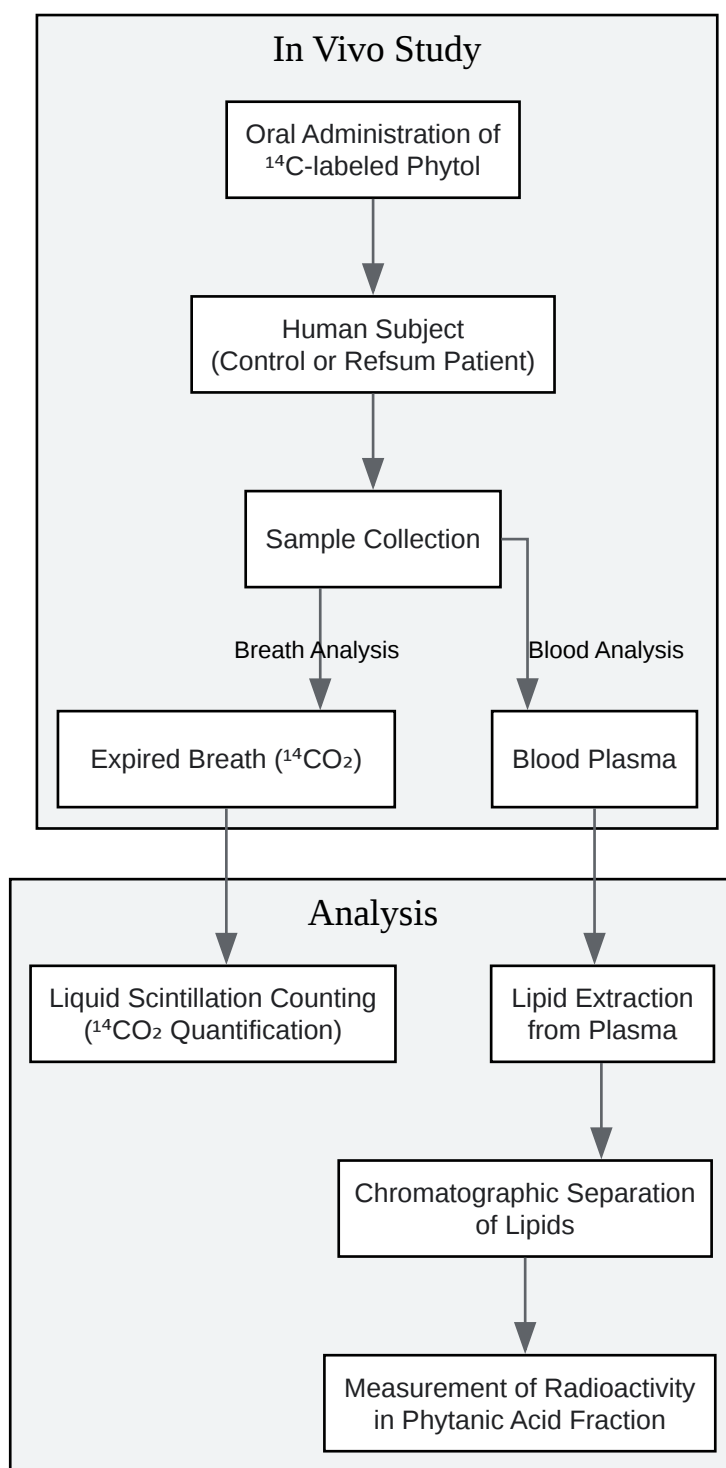 In Vivo Study
Oral Administration of
¹⁴C-labeled Phytol
Human Subject
(Control or Refsum Patient)
Sample Collection
Breath Analysis
Blood Analysis
Expired Breath (¹⁴CO₂)
Blood Plasma
Analysis
Liquid Scintillation Counting
(¹⁴CO₂ Quantification)
Lipid Extraction
from Plasma
Chromatographic Separation
of Lipids
Measurement of Radioactivity
in Phytanic Acid Fraction